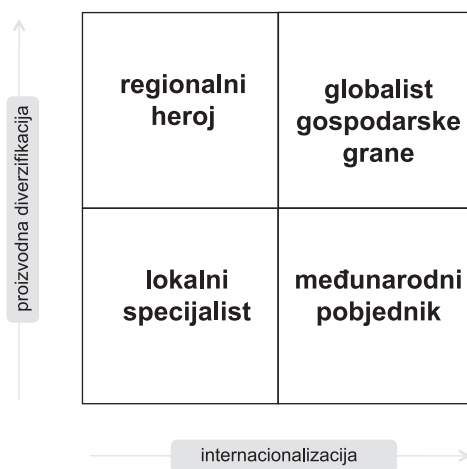 proizvodna diverzifikacija
regionalni
heroj
globalist
gospodarske
grane
lokalni
specijalist
međunarodni
pobjednik
internacionalizacija